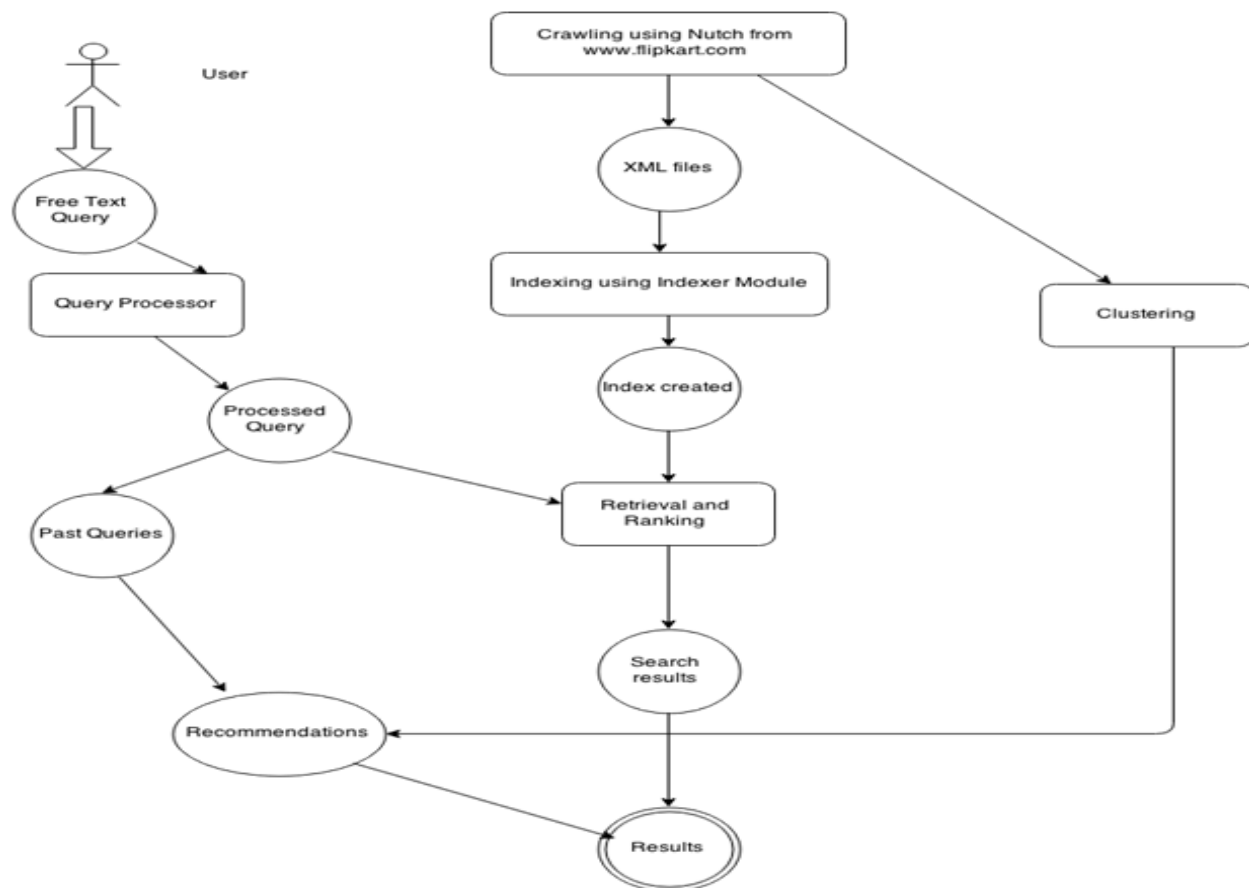 Crawling using Nutch from
www.flipkart.com
User
XML files
Free Text
Query
Indexing using Indexer Module
Query Processor
Clustering
Index created
Processed
Query
Retrieval and
Ranking
Past Queries
Search
results
Recommendations
Results